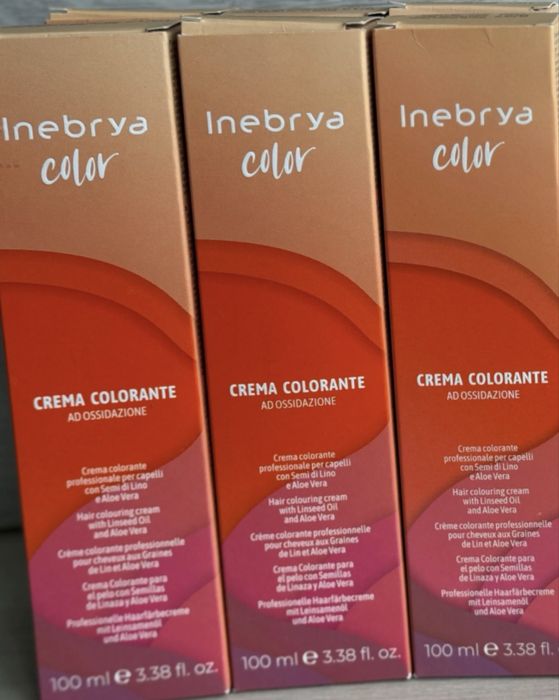 Inebrya
color
CREMA COLORANTE
AD OSSIDAZIONE
Crema colorante
professionale per capelli
con Semi di Lino
e Aloe Vera
Hair colouring cream
with Linseed Oil
and Aloe Vera
Crème colorante professionnelle
pour cheveux aux Graines
de Lin et Aloe Vera
Crema Colorante para
el pelo con Semillas
de Linaza y Aloe Vera
Professionelle Haarfärbecreme
mit Leinsamenöl
und Aloe Vera
100 ml e 3.38 fl. oz.
Inebrya
color
CREMA COLORANTE
AD OSSIDAZIONE
Crema colorante
professionale per capelli
con Semi di Lino
e Aloe Vera
Hair colouring cream
with Linseed Oil
and Aloe Vera
Crème colorante professionnelle
pour cheveux aux Graines
de Lin et Aloe Vera
Crema Colorante para
el pelo con Semillas
de Linaza y Aloe Vera
Professionelle Haarfärbecreme
mit Leinsamenöl
und Aloe Vera
100 ml e 3.38 fl. oz.
Inebrya
color
CREMA COLORANTE
AD OSSIDAZIONE
Crema colorante
professionale per capelli
con Semi di Lino
e Aloe Vera
Hair colouring cream
with Linseed Oil
and Aloe Vera
Crème colorante professionnelle
pour cheveux aux Graines
de Lin et Aloe Vera
Crema Colorante para
el pelo con Semillas
de Linaza y Aloe Vera
Professionelle Haarfärbecreme
mit Leinsamenöl
und Aloe Vera
100 ml e 3.38 fl.